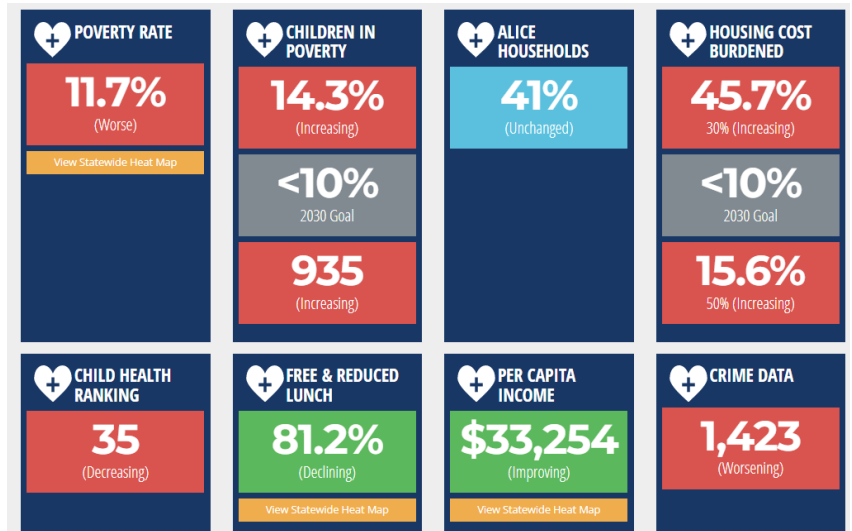 POVERTY RATE
11.7%
(Worse)
View Statewide Heat Map
CHILDREN IN
POVERTY
14.3%
(Increasing)
<10%
2030 Goal
935
(Increasing)
ALICE
HOUSEHOLDS
41%
(Unchanged)
HOUSING COST
BURDENED
45.7%
30% (Increasing)
<10%
2030 Goal
15.6%
50% (Increasing)
CHILD HEALTH
RANKING
35
(Decreasing)
FREE & REDUCED
LUNCH
81.2%
(Declining)
View Statewide Heat Map
PER CAPITA
INCOME
$33,254
(Improving)
View Statewide Heat Map
CRIME DATA
1,423
(Worsening)